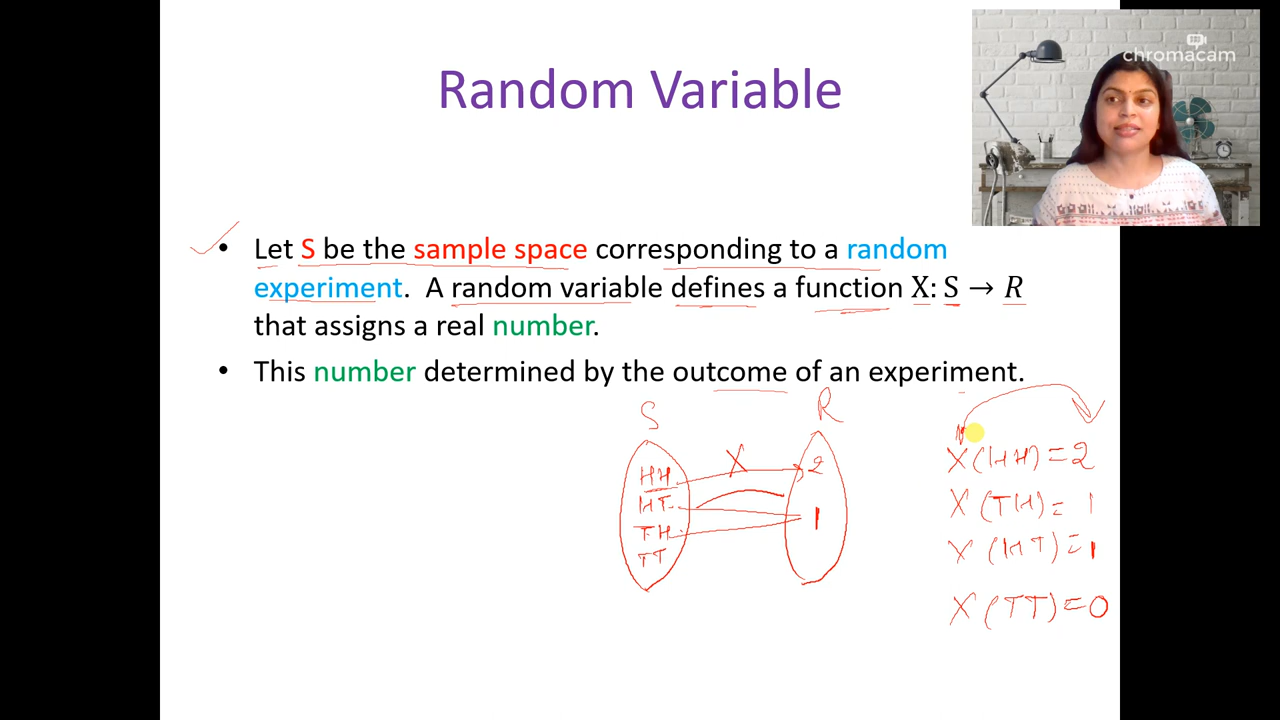 chromacam
Random Variable
• Let S be the sample space corresponding to a random
experiment. A random variable defines a function X: S → R
that assigns a real number.
• This number determined by the outcome of an experiment.
S
R
X
HH
HT
TH
TT
2
1
X(HH)=2
X(TH)=1
X(HT)=1
X(TT)=0